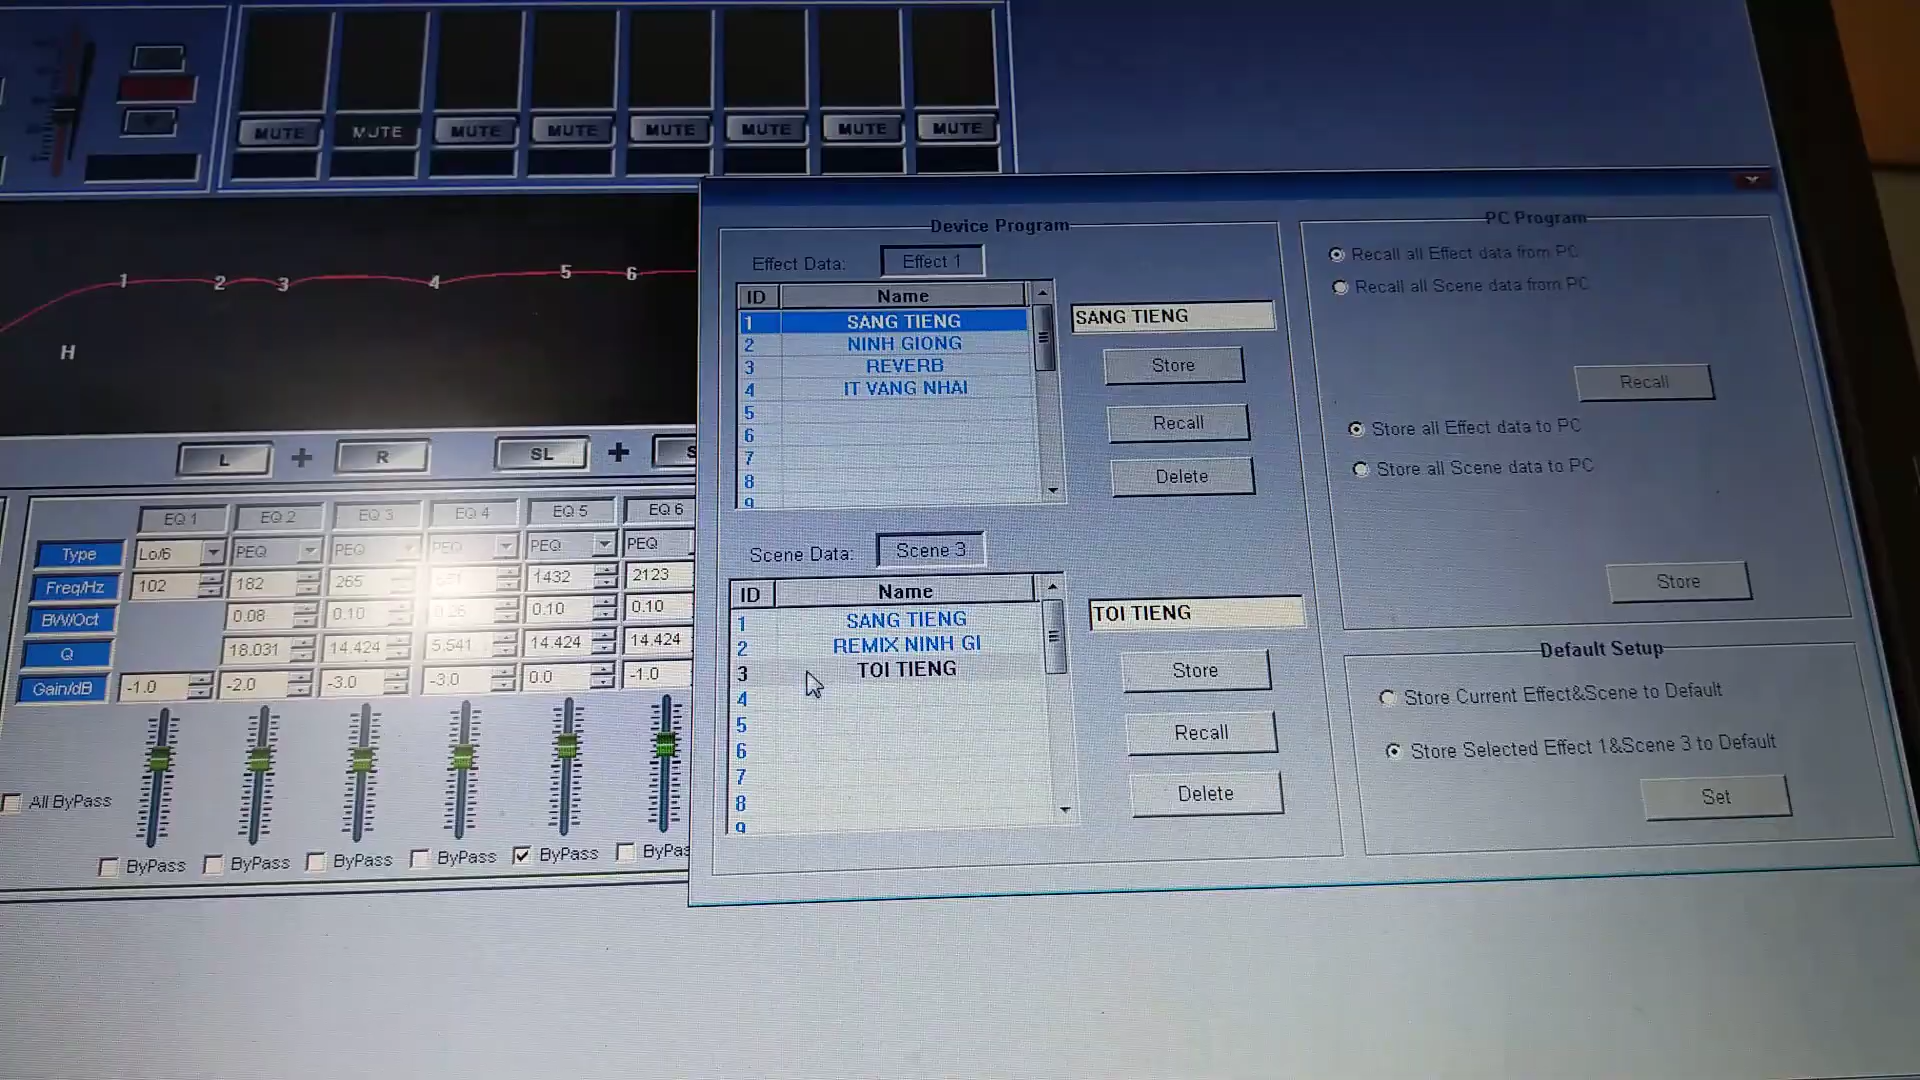 MUTE MUTE MUTE MUTE MUTE MUTE MUTE MUTE
1 2 3 4 5 6
H
L + R SL +
EQ 1 EQ 2 EQ 3 EQ 4 EQ 5 EQ 6
Type Lo/6 PEQ PEQ PEQ PEQ PEQ
Freq/Hz 102 182 265 1432 2123
BW/Oct 0.08 0.10 0.10 0.10
Q 18.031 14.424 5.541 14.424 14.424
Gain/dB -1.0 -2.0 -3.0 -3.0 0.0 -1.0
All ByPass
ByPass ByPass ByPass ByPass ByPass
Device Program
Effect Data: Effect 1
ID Name
1 SANG TIENG
2 NINH GIONG
3 REVERB
4 IT VANG NHAI
5
6
7
8
9
SANG TIENG
Store
Recall
Delete
Scene Data: Scene 3
ID Name
1 SANG TIENG
2 REMIX NINH GI
3 TOI TIENG
4
5
6
7
8
9
TOI TIENG
Store
Recall
Delete
PC Program
Recall all Effect data from PC
Recall all Scene data from PC
Recall
Store all Effect data to PC
Store all Scene data to PC
Store
Default Setup
Store Current Effect&Scene to Default
Store Selected Effect 1&Scene 3 to Default
Set